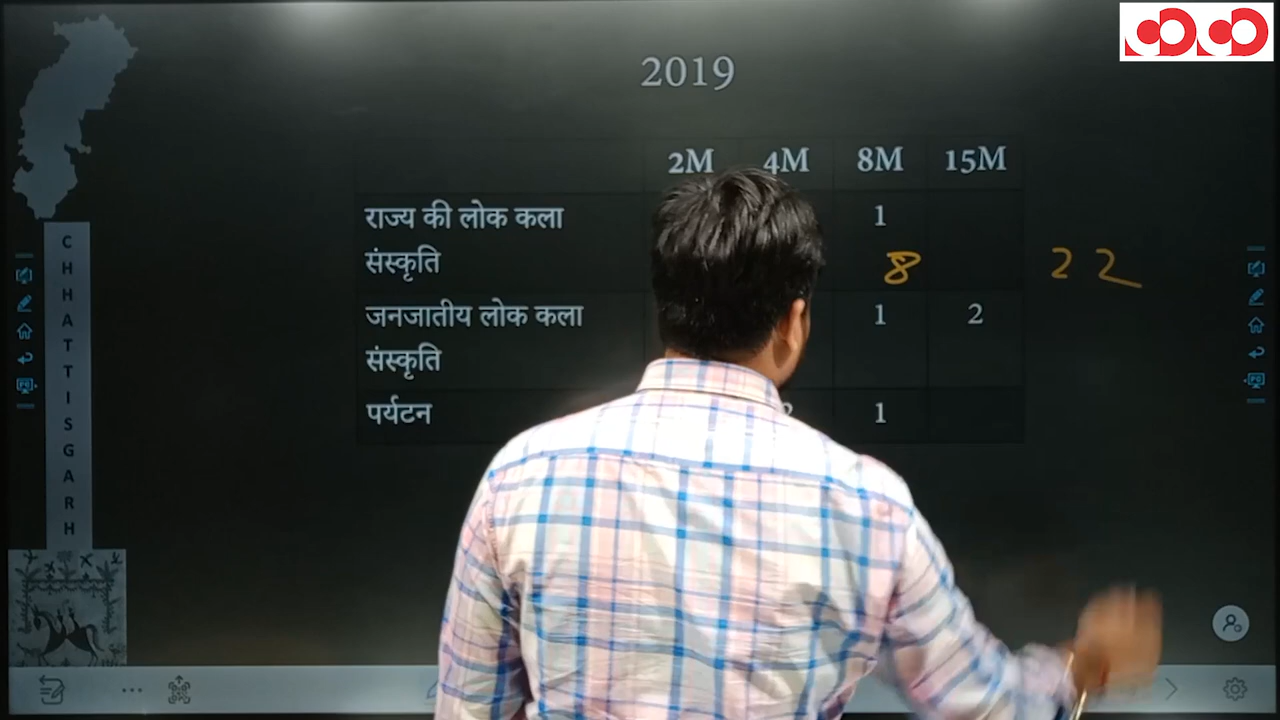 2019
2M 4M 8M 15M
राज्य की लोक कला 1
संस्कृति 8 22
जनजातीय लोक कला 1 2
संस्कृति
पर्यटन 1
CHHATTISGARH